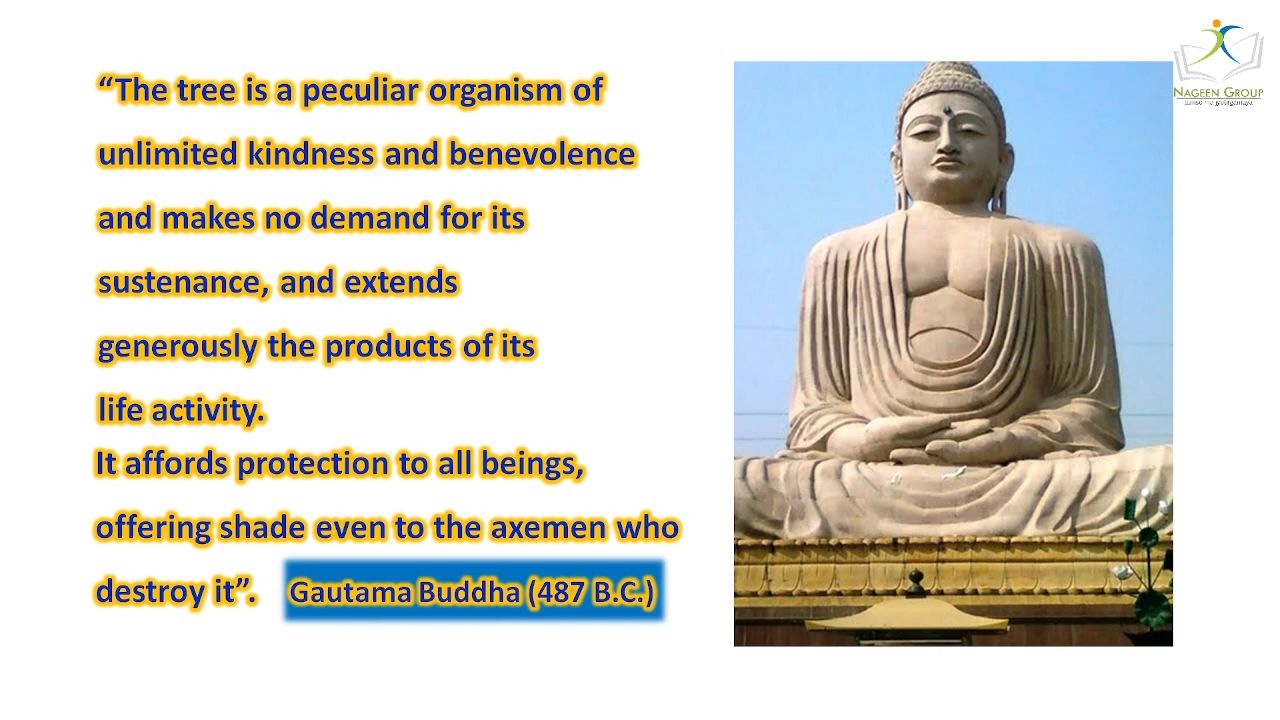 “The tree is a peculiar organism of
unlimited kindness and benevolence
and makes no demand for its
sustenance, and extends
generously the products of its
life activity.
It affords protection to all beings,
offering shade even to the axemen who
destroy it”.
Gautama Buddha (487 B.C.)
NAGEEN GROUP